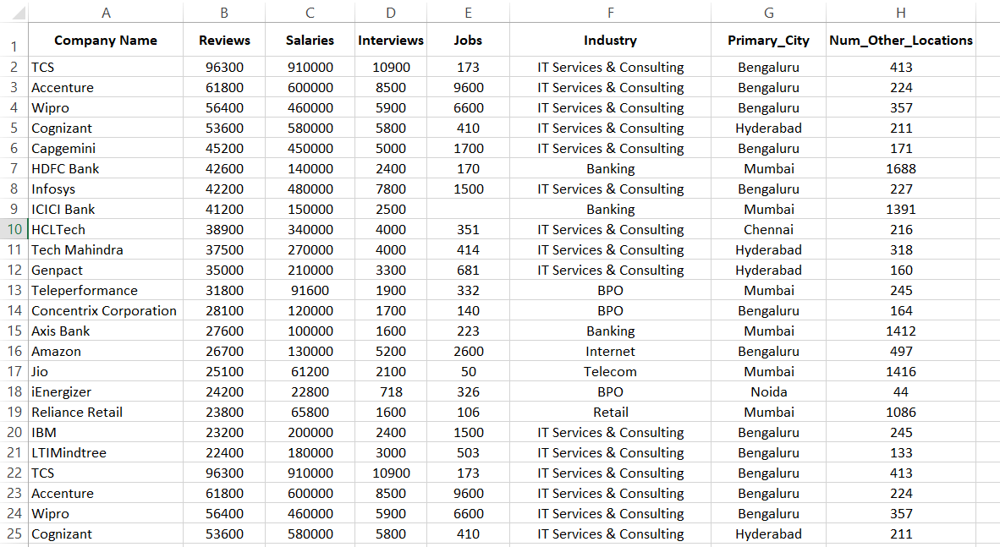 A B C D E F G H
1 Company Name Reviews Salaries Interviews Jobs Industry Primary_City Num_Other_Locations
2 TCS 96300 910000 10900 173 IT Services & Consulting Bengaluru 413
3 Accenture 61800 600000 8500 9600 IT Services & Consulting Bengaluru 224
4 Wipro 56400 460000 5900 6600 IT Services & Consulting Bengaluru 357
5 Cognizant 53600 580000 5800 410 IT Services & Consulting Hyderabad 211
6 Capgemini 45200 450000 5000 1700 IT Services & Consulting Bengaluru 171
7 HDFC Bank 42600 140000 2400 170 Banking Mumbai 1688
8 Infosys 42200 480000 7800 1500 IT Services & Consulting Bengaluru 227
9 ICICI Bank 41200 150000 2500 Banking Mumbai 1391
10 HCLTech 38900 340000 4000 351 IT Services & Consulting Chennai 216
11 Tech Mahindra 37500 270000 4000 414 IT Services & Consulting Hyderabad 318
12 Genpact 35000 210000 3300 681 IT Services & Consulting Hyderabad 160
13 Teleperformance 31800 91600 1900 332 BPO Mumbai 245
14 Concentrix Corporation 28100 120000 1700 140 BPO Bengaluru 164
15 Axis Bank 27600 100000 1600 223 Banking Mumbai 1412
16 Amazon 26700 130000 5200 2600 Internet Bengaluru 497
17 Jio 25100 61200 2100 50 Telecom Mumbai 1416
18 iEnergizer 24200 22800 718 326 BPO Noida 44
19 Reliance Retail 23800 65800 1600 106 Retail Mumbai 1086
20 IBM 23200 200000 2400 1500 IT Services & Consulting Bengaluru 245
21 LTIMindtree 22400 180000 3000 503 IT Services & Consulting Bengaluru 133
22 TCS 96300 910000 10900 173 IT Services & Consulting Bengaluru 413
23 Accenture 61800 600000 8500 9600 IT Services & Consulting Bengaluru 224
24 Wipro 56400 460000 5900 6600 IT Services & Consulting Bengaluru 357
25 Cognizant 53600 580000 5800 410 IT Services & Consulting Hyderabad 211